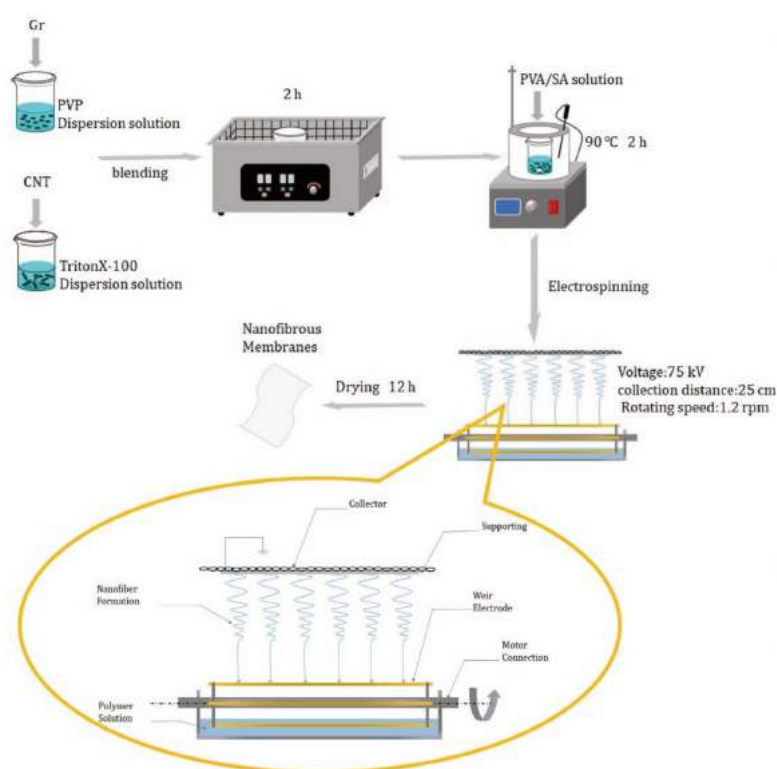 Gr
PVP
Dispersion solution
CNT
TritonX-100
Dispersion solution
blending
2 h
PVA/SA solution
90℃ 2 h
Electrospinning
Voltage:75 kV
collection distance:25 cm
Rotating speed:1.2 rpm
Nanofibrous
Membranes
Drying 12 h
Collector
Supporting
Nanofiber
Formation
Weir
Electrode
Motor
Connection
Polymer
Solution